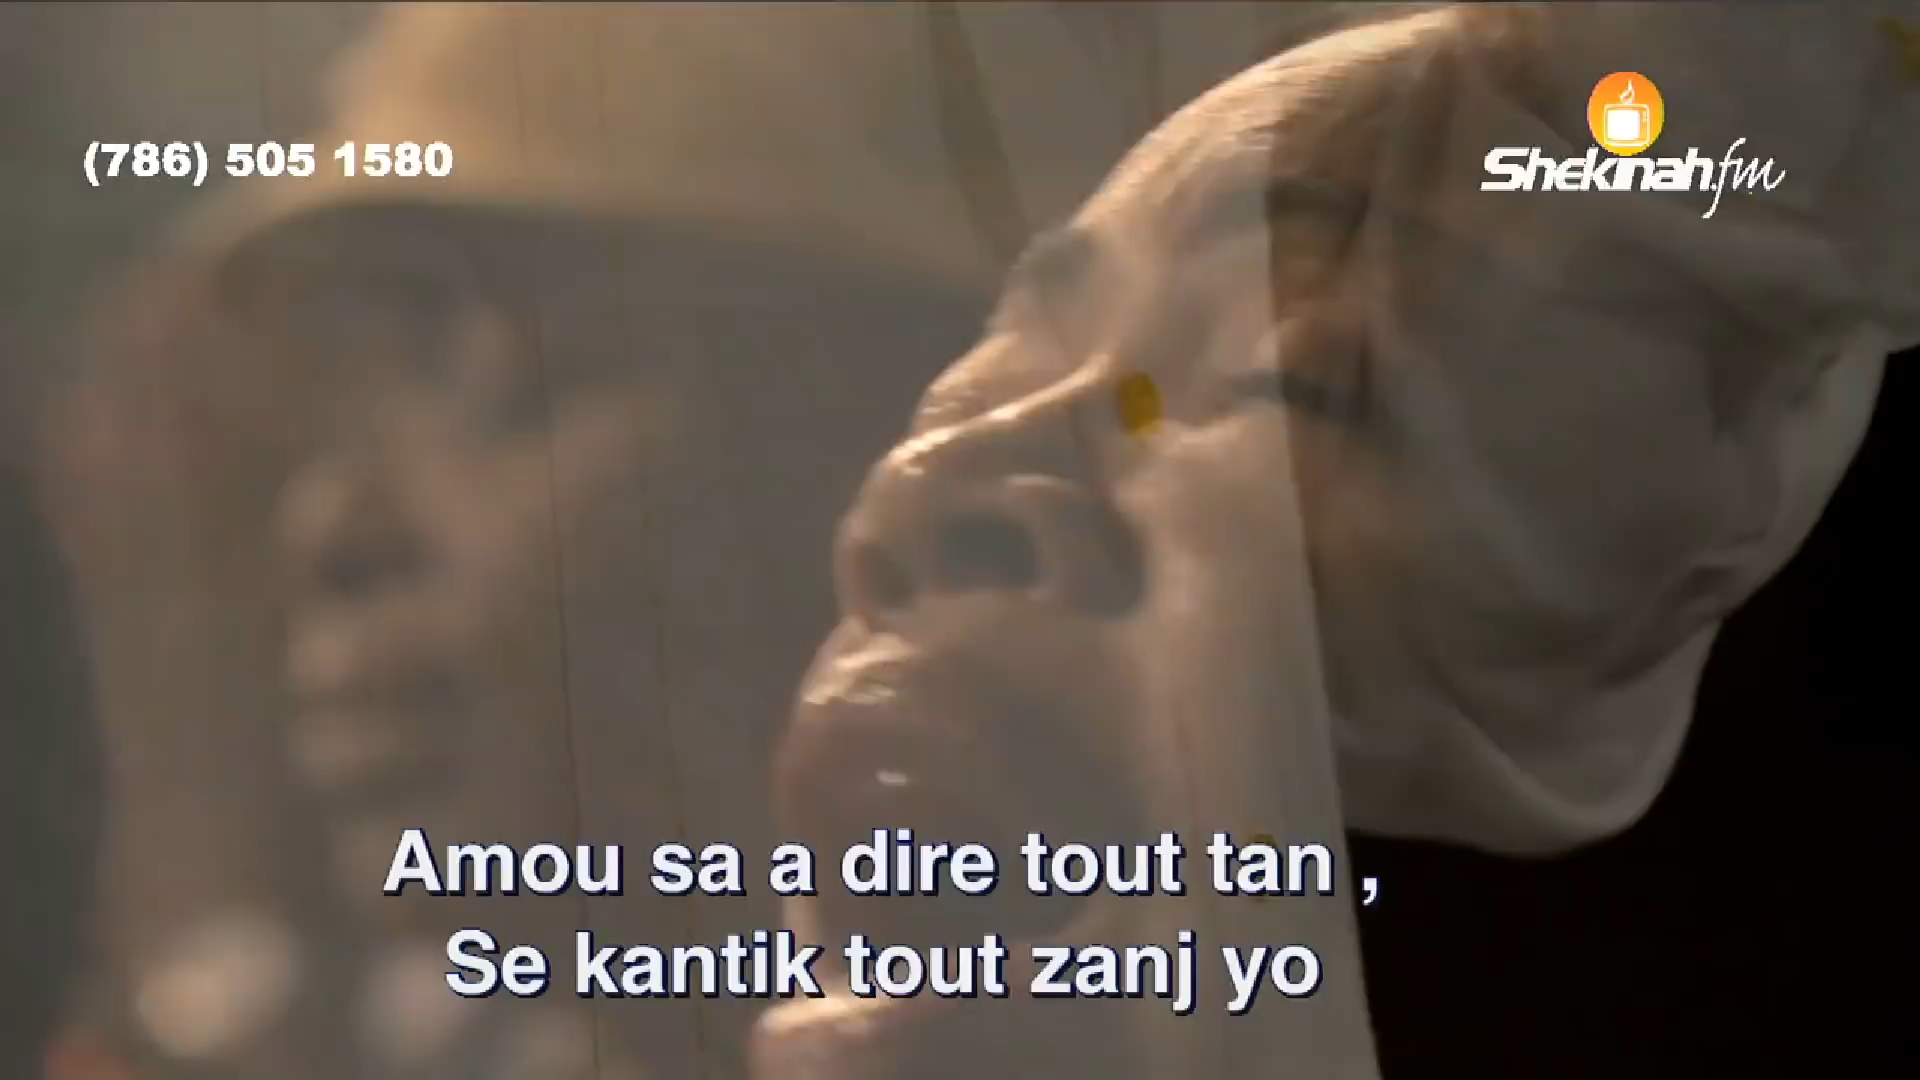 (786) 505 1580
Shekinah.fm
Amou sa a dire tout tan ,
Se kantik tout zanj yo